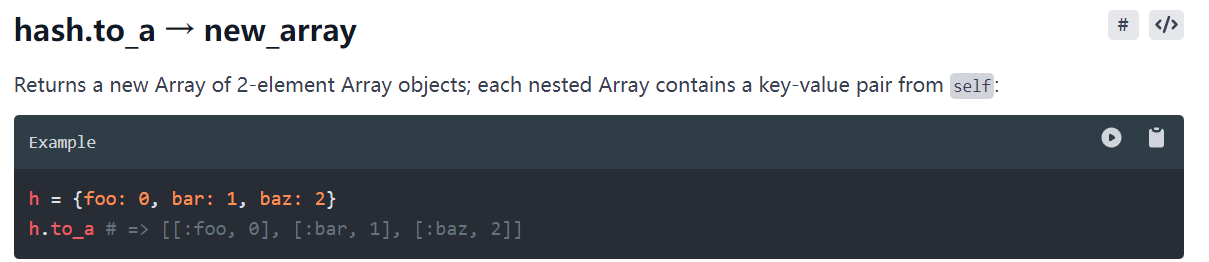 hash.to_a → new_array
#
</>
Returns a new Array of 2-element Array objects; each nested Array contains a key-value pair from self:
Example
h = {foo: 0, bar: 1, baz: 2}
h.to_a # => [[:foo, 0], [:bar, 1], [:baz, 2]]